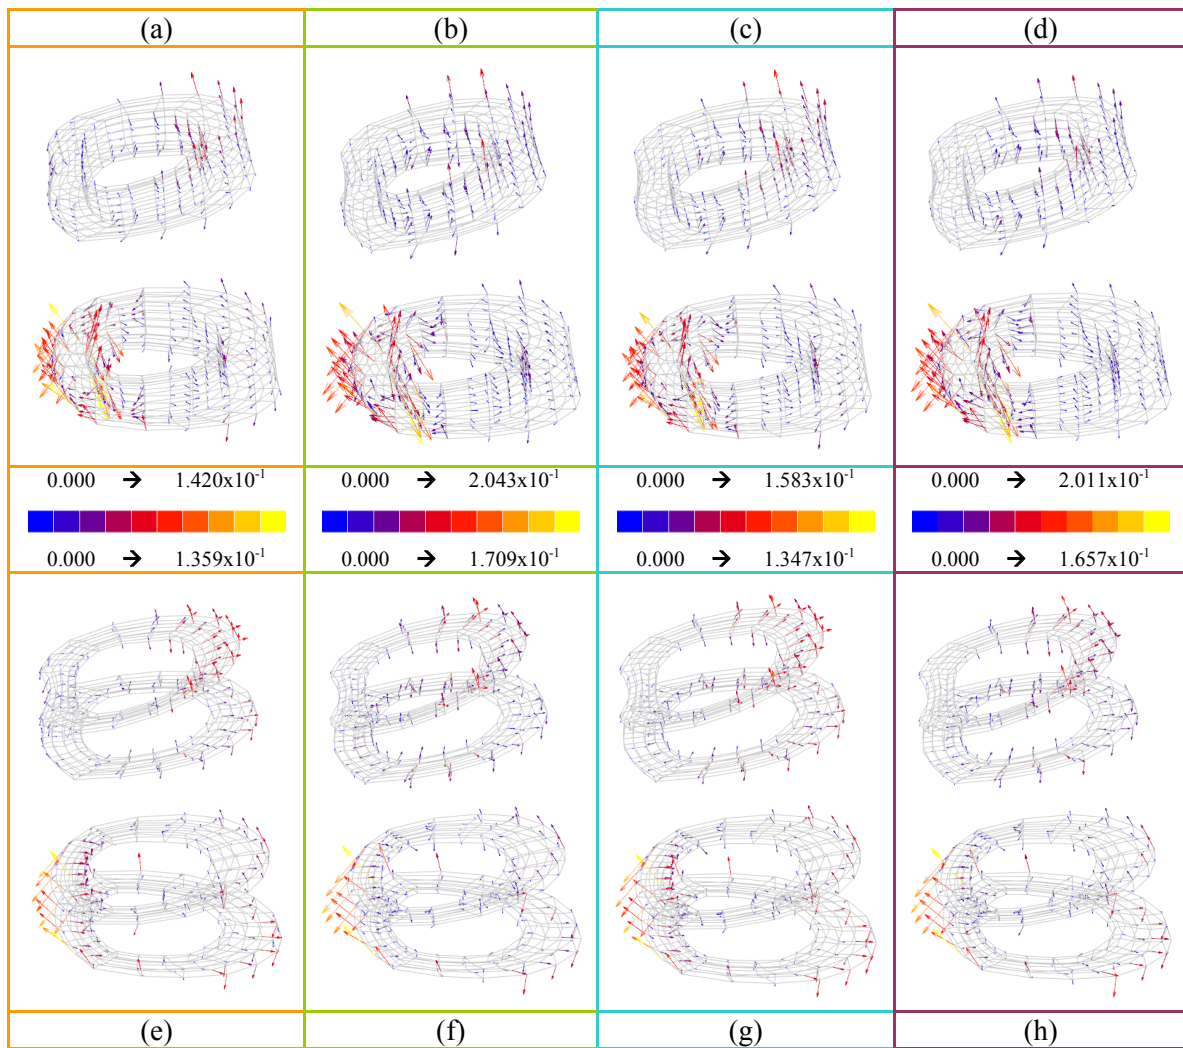 (a) (b) (c) (d)
0.000 → 1.420x10⁻¹ 0.000 → 2.043x10⁻¹ 0.000 → 1.583x10⁻¹ 0.000 → 2.011x10⁻¹
0.000 → 1.359x10⁻¹ 0.000 → 1.709x10⁻¹ 0.000 → 1.347x10⁻¹ 0.000 → 1.657x10⁻¹
(e) (f) (g) (h)